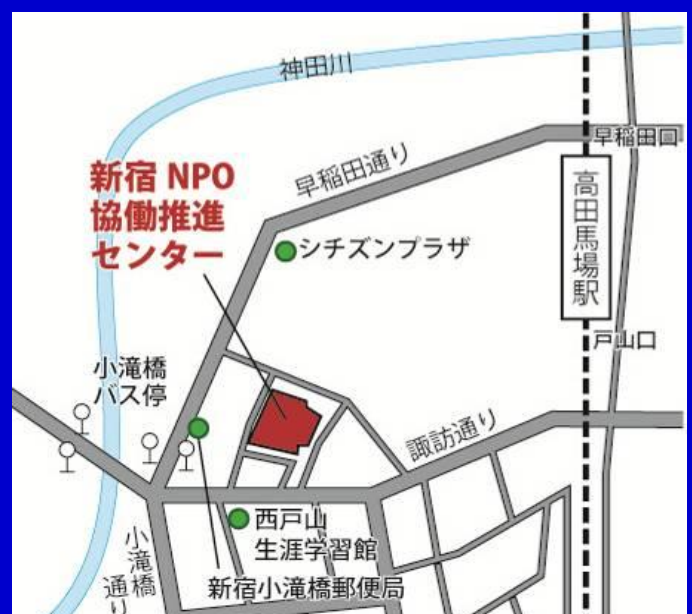 神田川
早稲田口
早稲田通り
新宿 NPO
協働推進
センター
高田馬場駅
シチズンプラザ
戸山口
小滝橋
バス停
諏訪通り
西戸山
生涯学習館
小滝橋
通り
新宿小滝橋郵便局